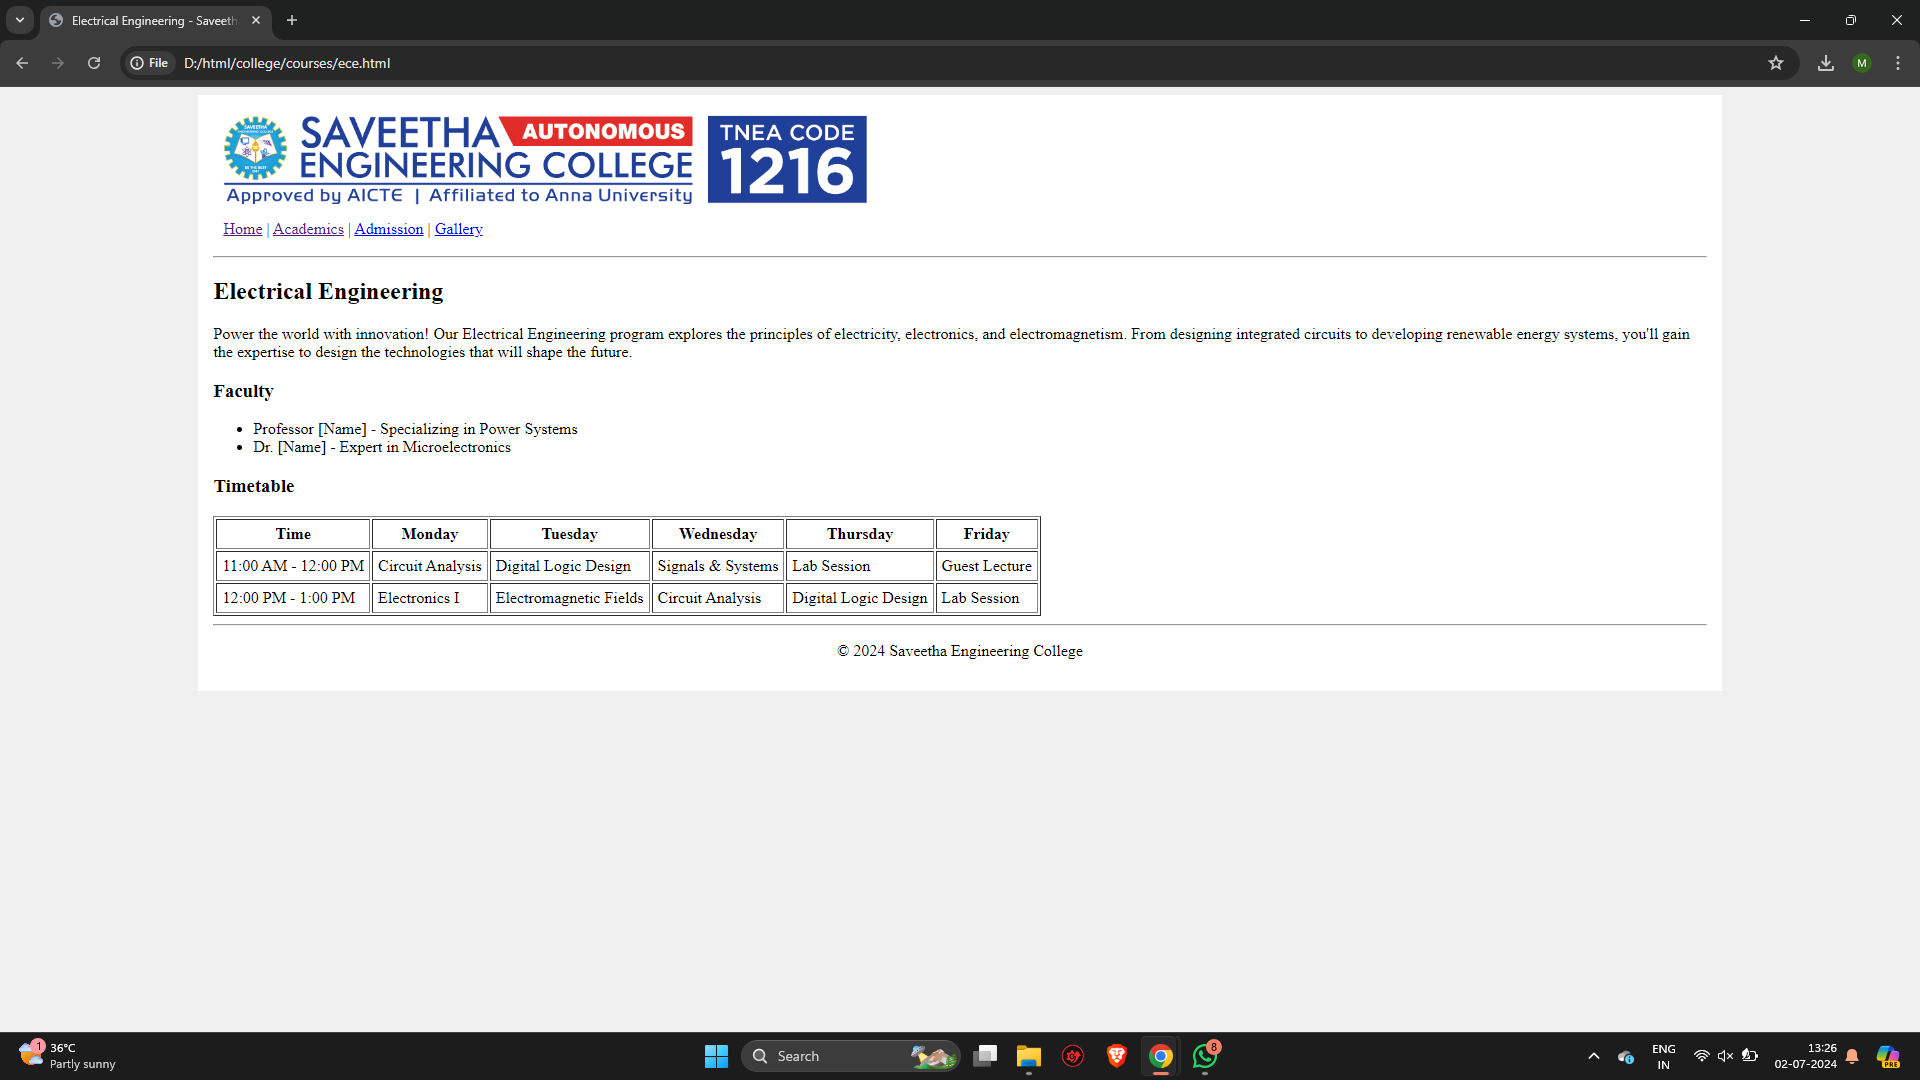 Electrical Engineering - Saveeth
File
D:/html/college/courses/ece.html
M
SAVEETHA AUTONOMOUS
ENGINEERING COLLEGE
Approved by AICTE | Affiliated to Anna University
TNEA CODE
1216
Home | Academics | Admission | Gallery
Electrical Engineering
Power the world with innovation! Our Electrical Engineering program explores the principles of electricity, electronics, and electromagnetism. From designing integrated circuits to developing renewable energy systems, you'll gain
the expertise to design the technologies that will shape the future.
Faculty
• Professor [Name] - Specializing in Power Systems
• Dr. [Name] - Expert in Microelectronics
Timetable
Time Monday Tuesday Wednesday Thursday Friday
11:00 AM - 12:00 PM Circuit Analysis Digital Logic Design Signals & Systems Lab Session Guest Lecture
12:00 PM - 1:00 PM Electronics I Electromagnetic Fields Circuit Analysis Digital Logic Design Lab Session
© 2024 Saveetha Engineering College
1
36°C
Partly sunny
Search
8
ENG
IN
13:26
02-07-2024
PRE